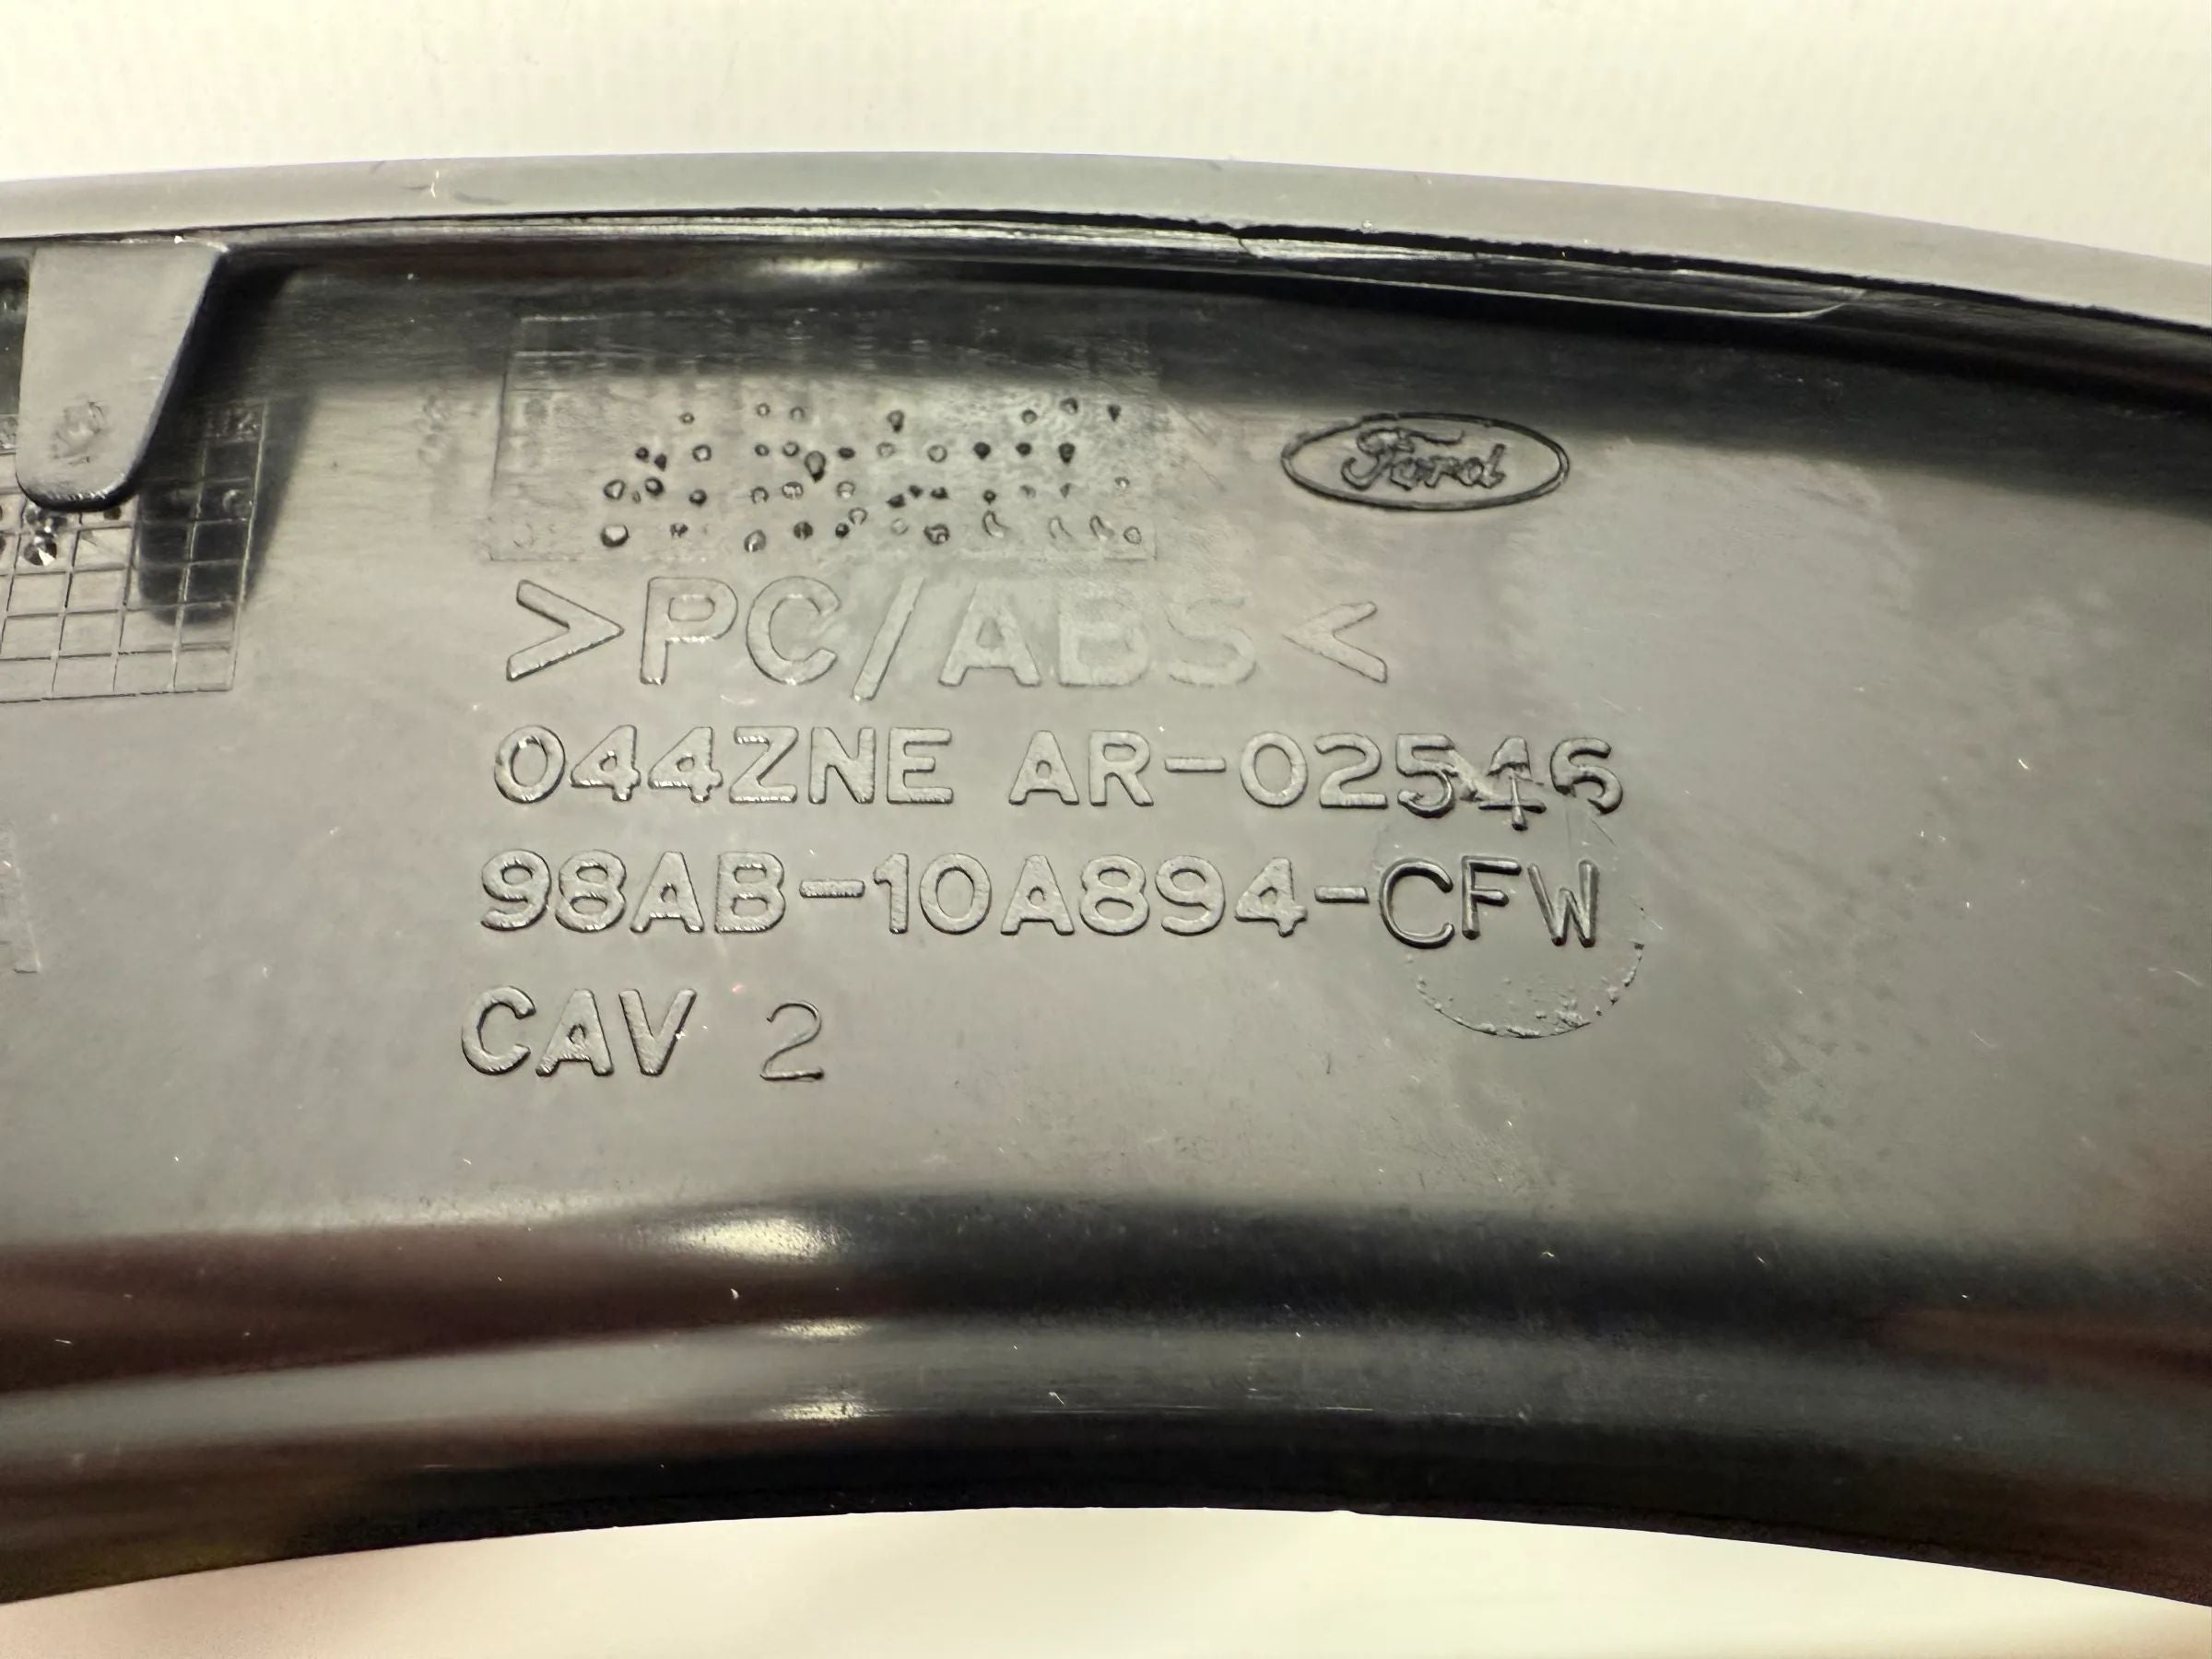 Ford
>PC/ABS<
044ZNE AR-02546
98AB-10A894-CFW
CAV 2